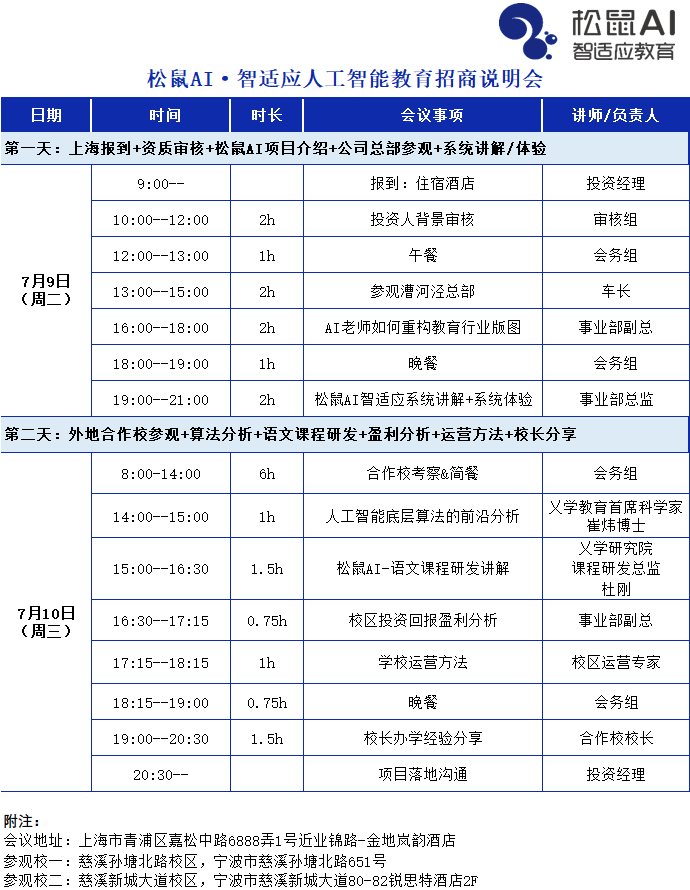 松鼠AI
智适应教育
松鼠AI·智适应人工智能教育招商说明会
日期 时间 时长 会议事项 讲师/负责人
第一天：上海报到+资质审核+松鼠AI项目介绍+公司总部参观+系统讲解/体验
7月9日
（周二）
9:00-- 报到：住宿酒店 投资经理
10:00--12:00 2h 投资人背景审核 审核组
12:00--13:00 1h 午餐 会务组
13:00--15:00 2h 参观漕河泾总部 车长
16:00--18:00 2h AI老师如何重构教育行业版图 事业部副总
18:00--19:00 1h 晚餐 会务组
19:00--21:00 2h 松鼠AI智适应系统讲解+系统体验 事业部总监
第二天：外地合作校参观+算法分析+语文课程研发+盈利分析+运营方法+校长分享
7月10日
（周三）
8:00-14:00 6h 合作校考察&简餐 会务组
14:00--15:00 1h 人工智能底层算法的前沿分析 乂学教育首席科学家
崔炜博士
15:00--16:30 1.5h 松鼠AI-语文课程研发讲解 乂学研究院
课程研发总监
杜刚
16:30--17:15 0.75h 校区投资回报盈利分析 事业部副总
17:15--18:15 1h 学校运营方法 校区运营专家
18:15--19:00 0.75h 晚餐 会务组
19:00--20:30 1.5h 校长办学经验分享 合作校校长
20:30-- 项目落地沟通 投资经理
附注：
会议地址：上海市青浦区嘉松中路6888弄1号近业锦路-金地岚韵酒店
参观校一：慈溪孙塘北路校区，宁波市慈溪孙塘北路651号
参观校二：慈溪新城大道校区，宁波市慈溪新城大道80-82锐思特酒店2F